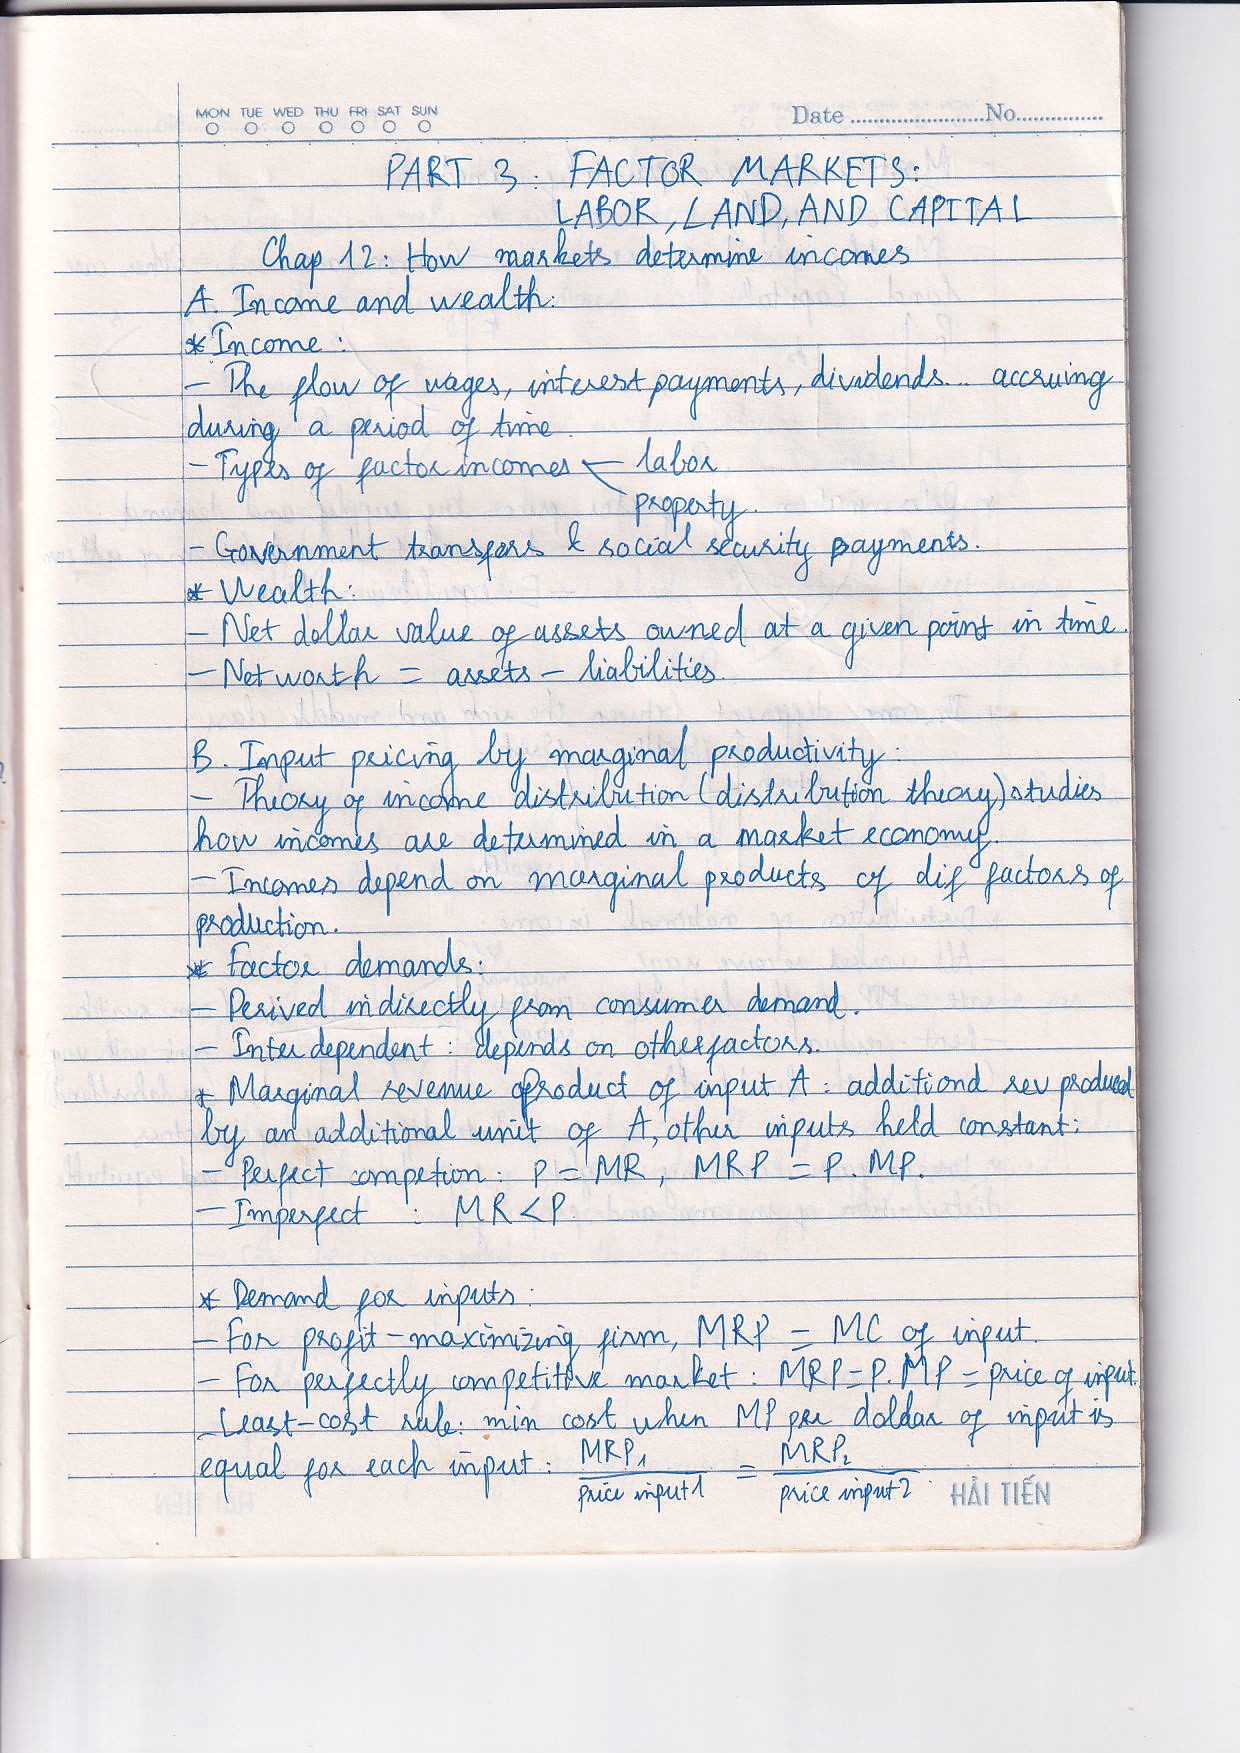 MON TUE WED THU FRI SAT SUN
Date ........................No................
PART 3: FACTOR MARKETS:
LABOR, LAND, AND CAPITAL
Chap 12: How markets determine incomes
A. Income and wealth:
* Income:
- The flow of wages, interest payments, dividends... accruing
during a period of time.
- Types of factor incomes labor
property.
- Government transfers & social security payments.
* Wealth:
- Net dollar value of assets owned at a given point in time.
- Net worth = assets - liabilities.
B. Input pricing by marginal productivity:
- Theory of income distribution (distribution theory) studies
how incomes are determined in a market economy.
- Incomes depend on marginal products of dif factors of
production.
* Factor demands:
- Derived indirectly from consumer demand.
- Interdependent: depends on other factors.
* Marginal revenue product of input A: additional rev produced
by an additional unit of A, other inputs held constant:
- Perfect competion: P = MR, MRP = P. MP.
- Imperfect : MR < P.
* Demand for inputs:
- For profit-maximizing firm, MRP = MC of input.
- For perfectly competitive market: MRP = P. MP = price of input.
- Least-cost rule: min cost when MP per dollar of input is
equal for each input: MRP₁ / price input 1 = MRP₂ / price input 2.
HẢI TIẾN